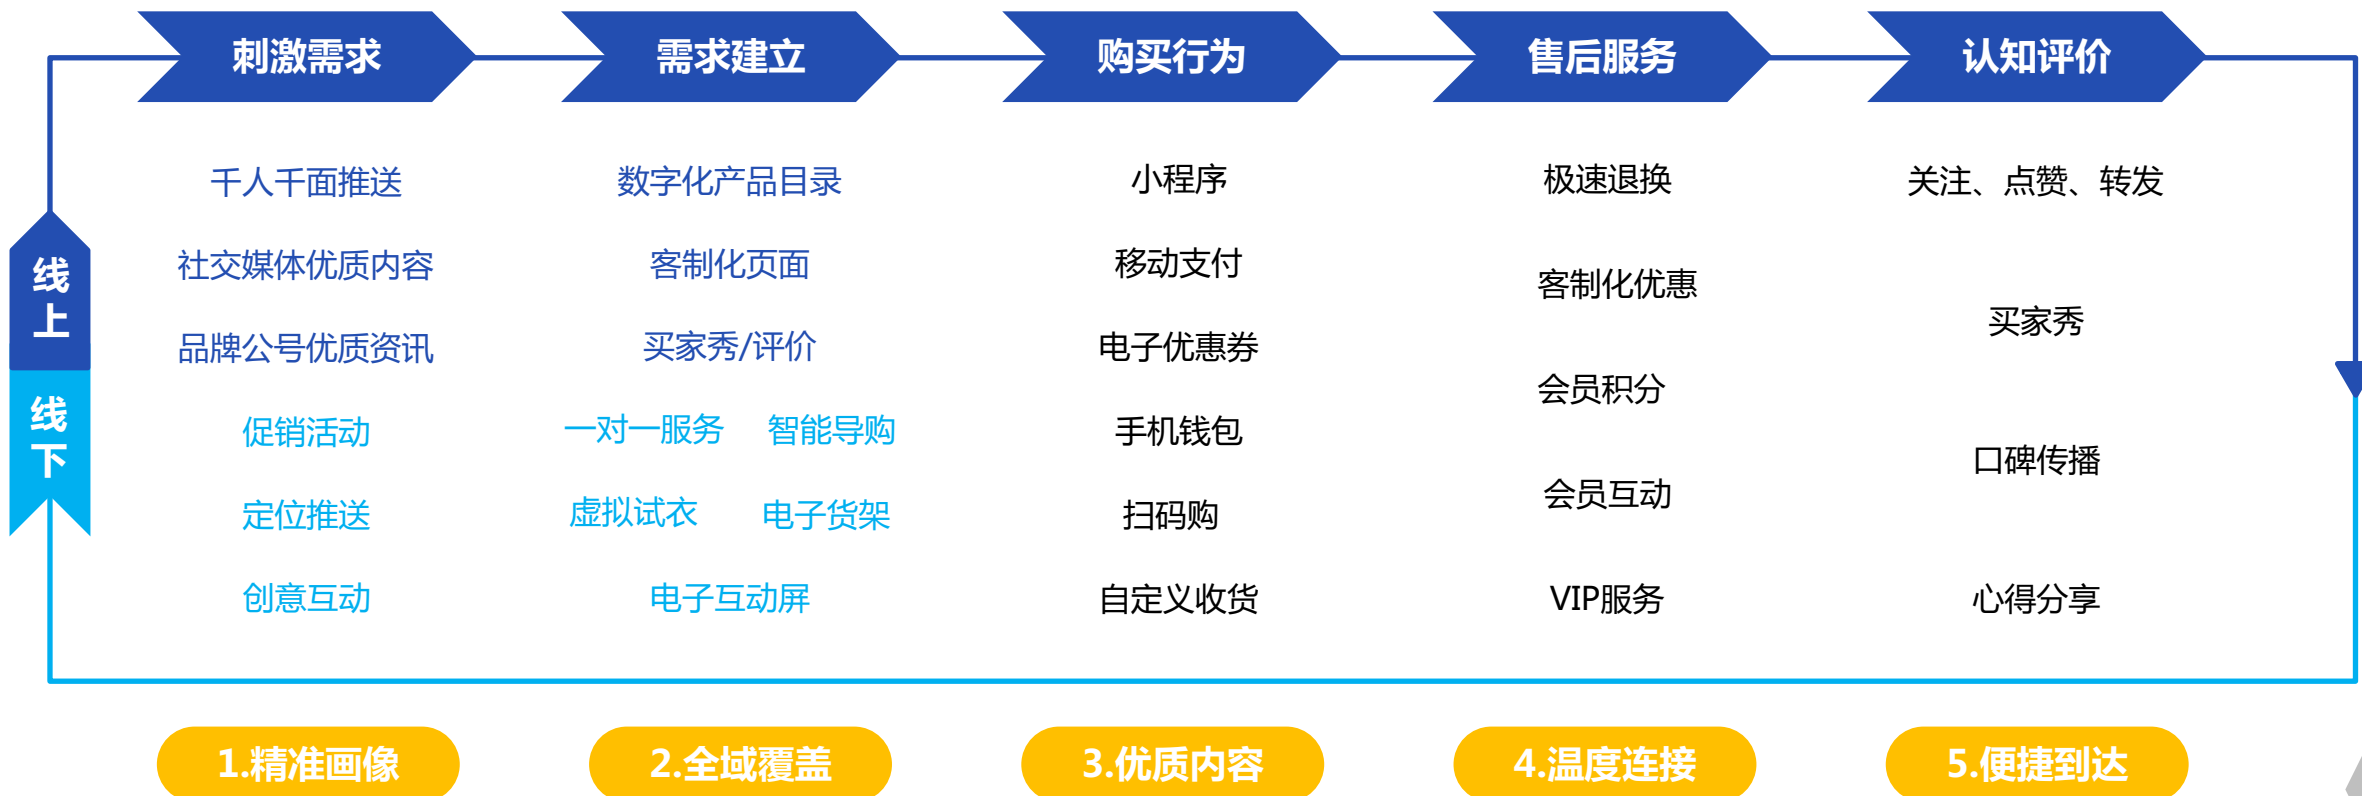 刺激需求
需求建立
购买行为
售后服务
认知评价
线上
线下
千人千面推送
社交媒体优质内容
品牌公号优质资讯
促销活动
定位推送
创意互动
数字化产品目录
客制化页面
买家秀/评价
一对一服务 智能导购
虚拟试衣 电子货架
电子互动屏
小程序
移动支付
电子优惠券
手机钱包
扫码购
自定义收货
极速退换
客制化优惠
会员积分
会员互动
VIP服务
关注、点赞、转发
买家秀
口碑传播
心得分享
1.精准画像
2.全域覆盖
3.优质内容
4.温度连接
5.便捷到达